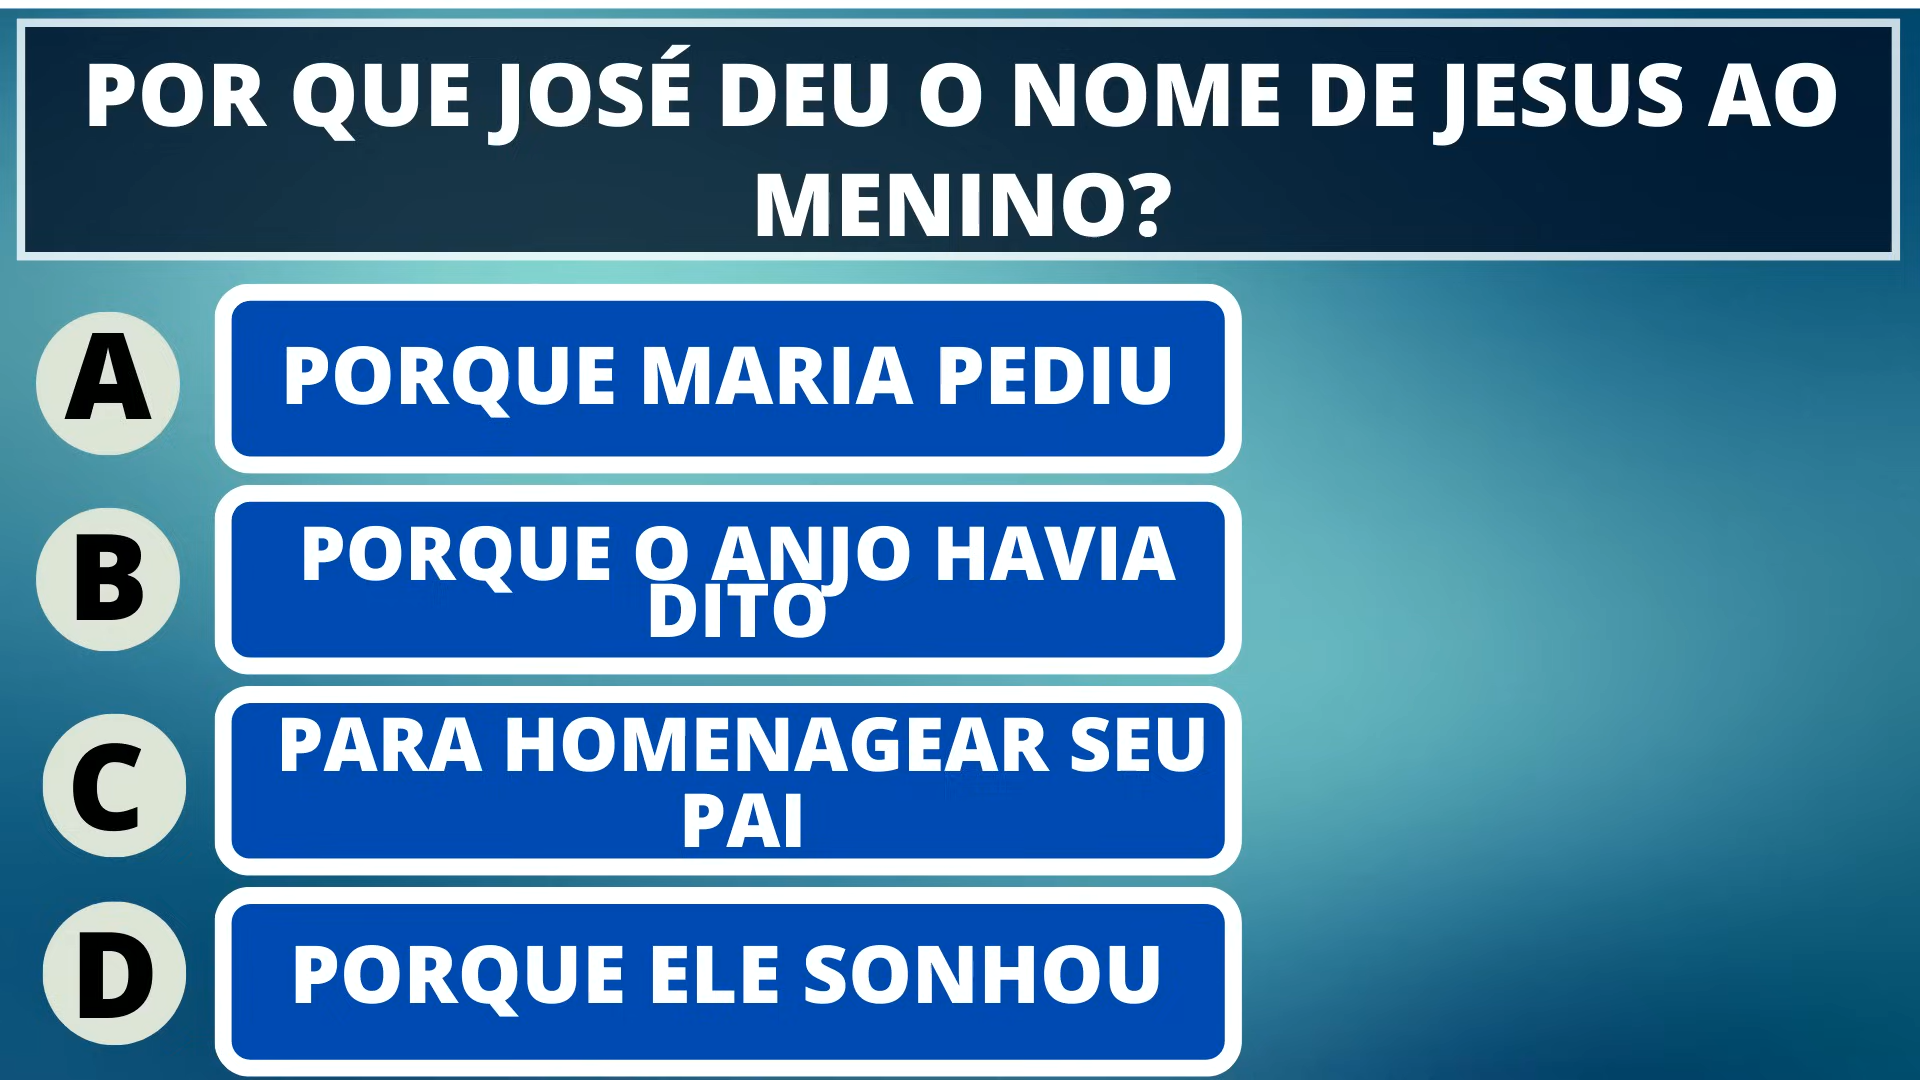 POR QUE JOSÉ DEU O NOME DE JESUS AO
MENINO?
A
PORQUE MARIA PEDIU
B
PORQUE O ANJO HAVIA
DITO
C
PARA HOMENAGEAR SEU
PAI
D
PORQUE ELE SONHOU